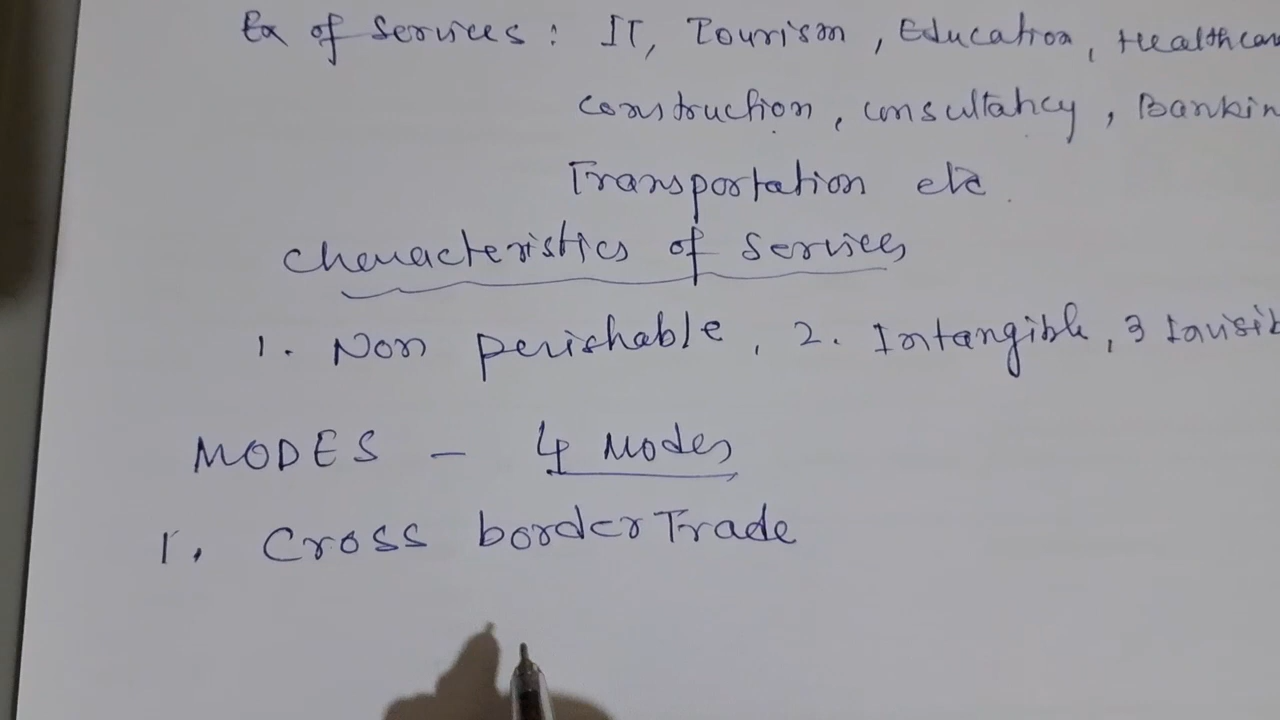 Ex of Services : IT, Tourism , Education, Healthcar
construction , consultancy , Bankin
Transportation etc.
characteristics of services
1. Non perishable , 2. Intangible , 3 Invisib
MODES - 4 Modes
1. Cross border Trade